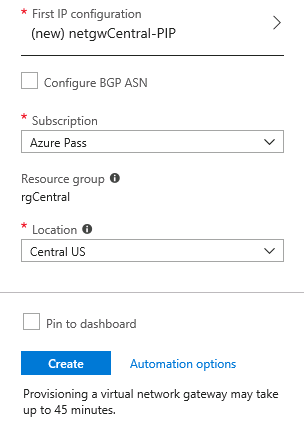 * First IP configuration
(new) netgwCentral-PIP
Configure BGP ASN
* Subscription
Azure Pass
Resource group
rgCentral
* Location
Central US
Pin to dashboard
Create Automation options
Provisioning a virtual network gateway may take
up to 45 minutes.